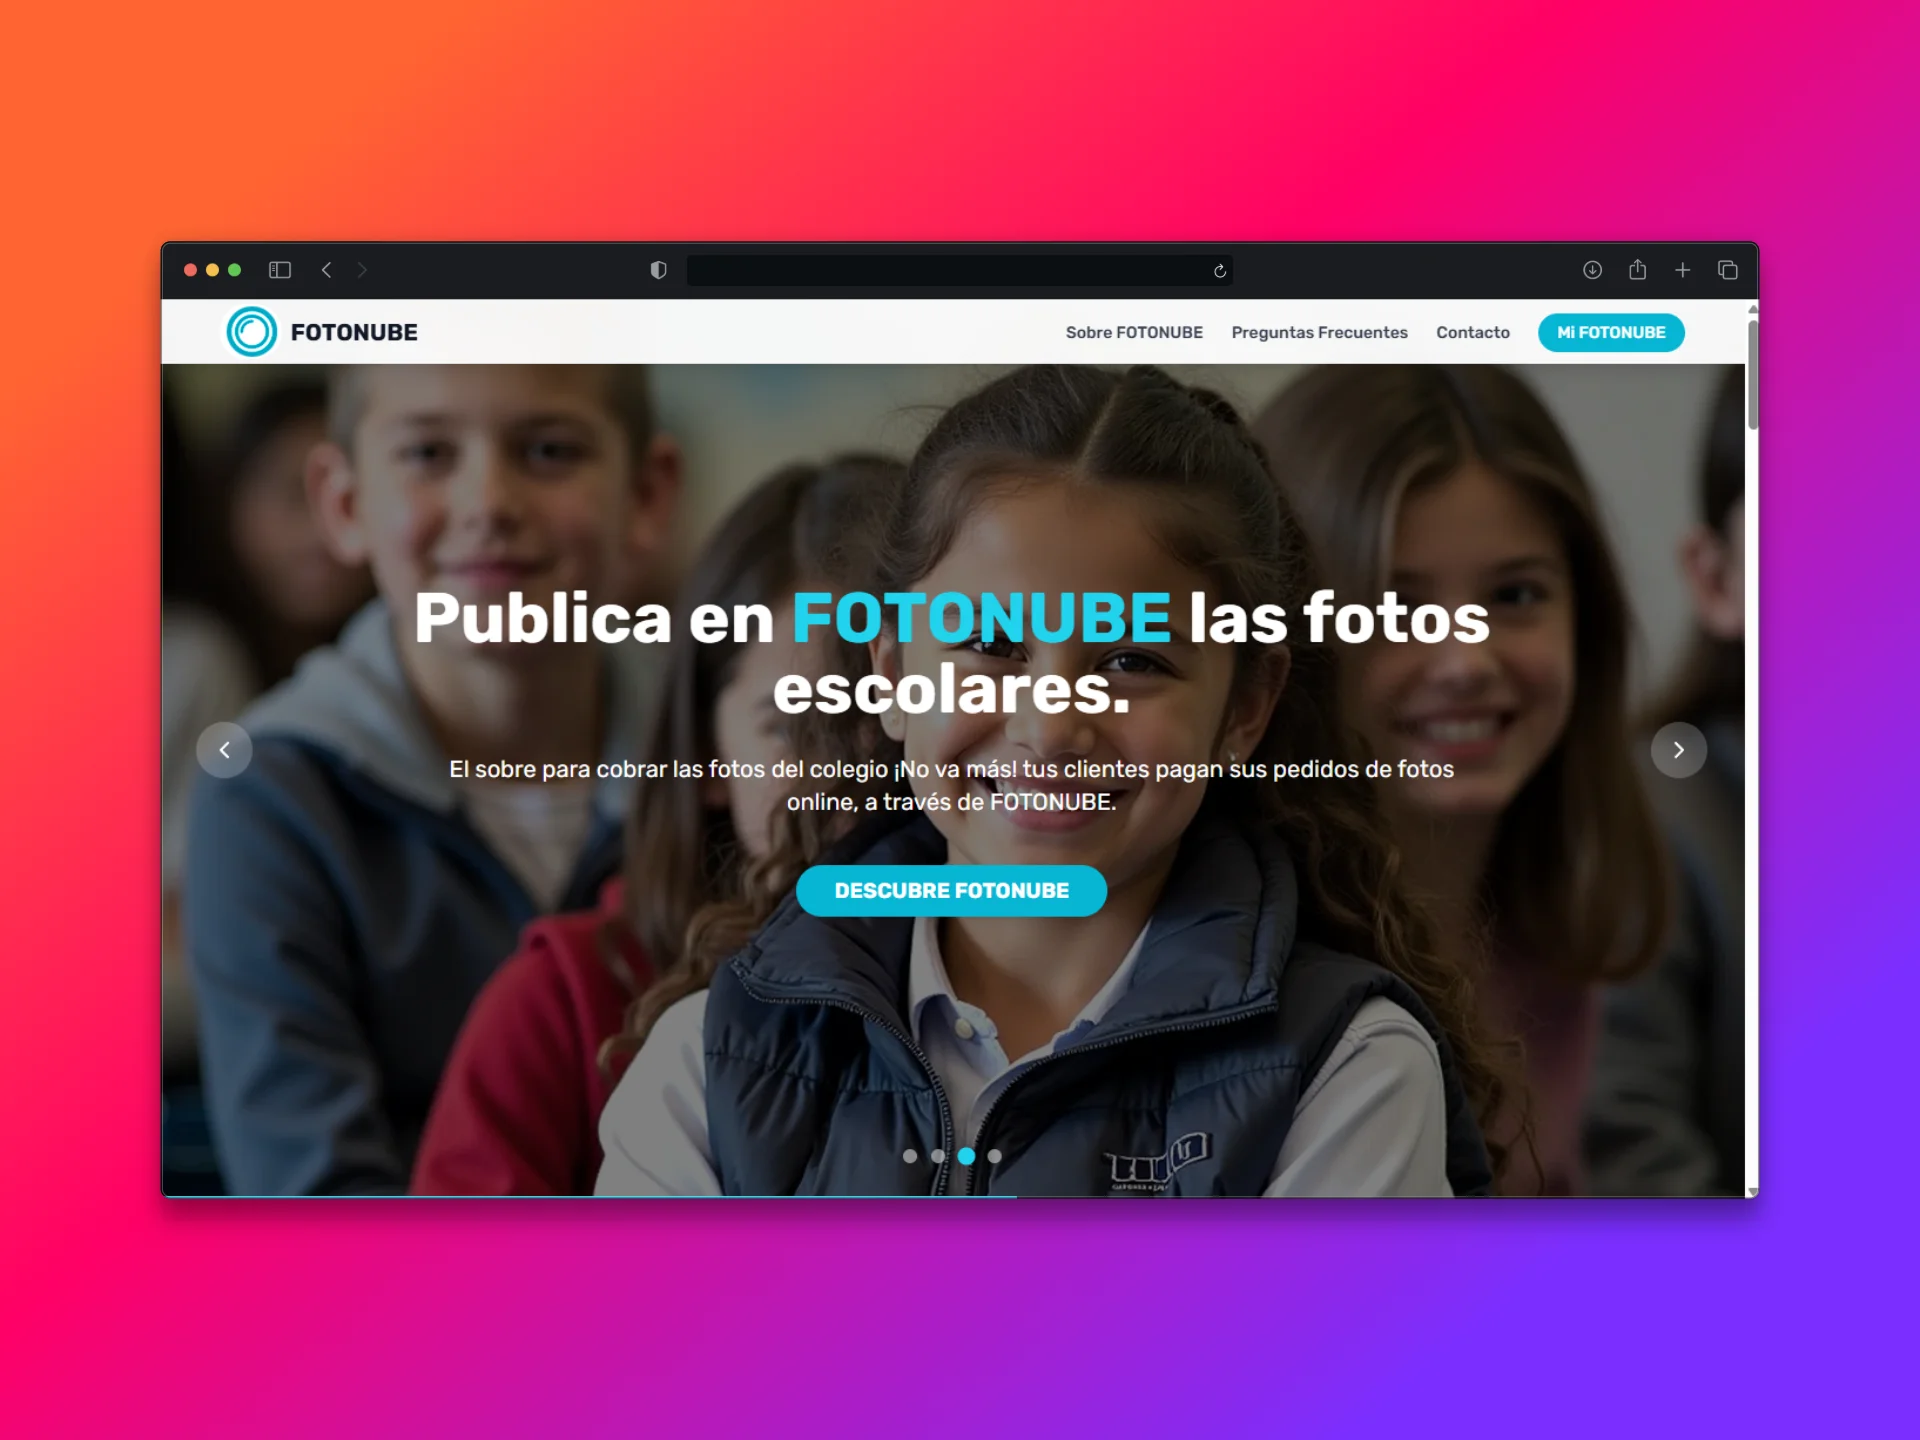 FOTONUBE
Sobre FOTONUBE
Preguntas Frecuentes
Contacto
Mi FOTONUBE
Publica en FOTONUBE las fotos
escolares.
El sobre para cobrar las fotos del colegio ¡No va más! tus clientes pagan sus pedidos de fotos
online, a través de FOTONUBE.
DESCUBRE FOTONUBE